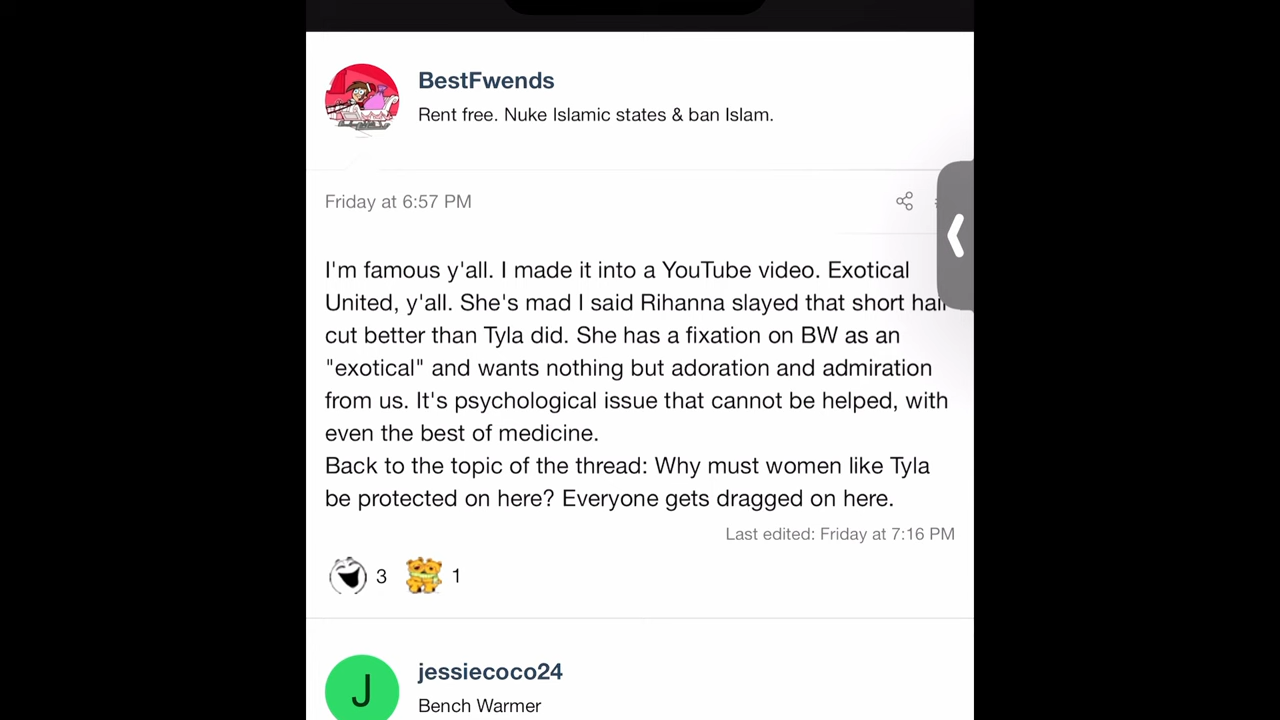 BestFwends
Rent free. Nuke Islamic states & ban Islam.
Friday at 6:57 PM
I'm famous y'all. I made it into a YouTube video. Exotical
United, y'all. She's mad I said Rihanna slayed that short hair
cut better than Tyla did. She has a fixation on BW as an
"exotical" and wants nothing but adoration and admiration
from us. It's psychological issue that cannot be helped, with
even the best of medicine.
Back to the topic of the thread: Why must women like Tyla
be protected on here? Everyone gets dragged on here.
Last edited: Friday at 7:16 PM
3 1
J
jessiecoco24
Bench Warmer